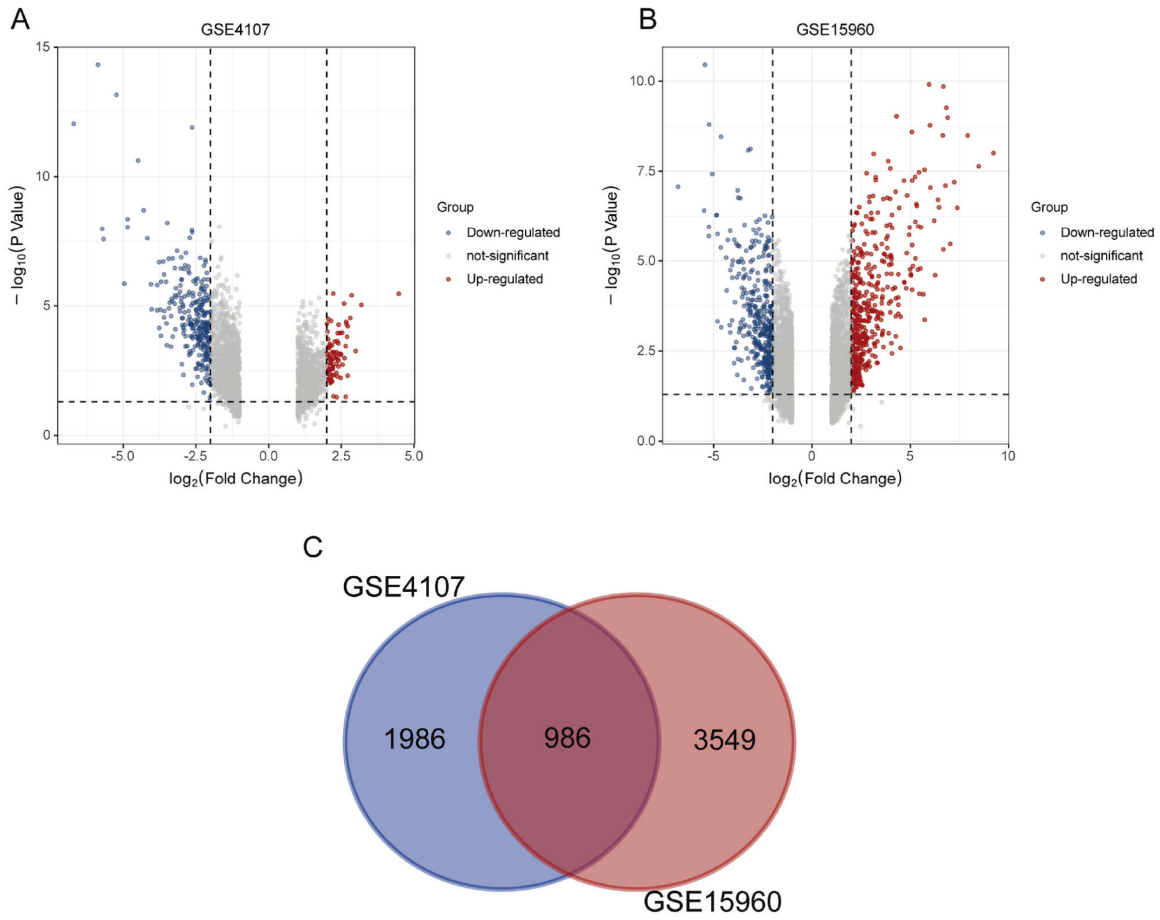 A
GSE4107
15
10
5
0
-5.0
-2.5
0.0
2.5
5.0
− log10(P Value)
log2(Fold Change)
Group
Down-regulated
not-significant
Up-regulated
B
GSE15960
10.0
7.5
5.0
2.5
0.0
-5
0
5
10
− log10(P Value)
log2(Fold Change)
Group
Down-regulated
not-significant
Up-regulated
C
GSE4107
1986
986
3549
GSE15960